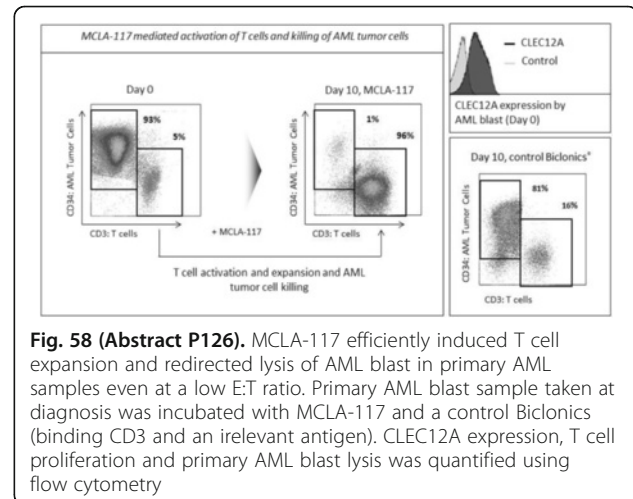 MCLA-117 mediated activation of T cells and killing of AML tumor cells
Day 0
93%
5%
CD34: AML Tumor Cells
CD3: T cells
+ MCLA-117
Day 10, MCLA-117
1%
96%
CD34: AML Tumor Cells
CD3: T cells
T cell activation and expansion and AML
tumor cell killing
CLEC12A
Control
CLEC12A expression by
AML blast (Day 0)
Day 10, control Biclonics®
81%
16%
CD34: AML Tumor Cells
CD3: T cells
Fig. 58 (Abstract P126). MCLA-117 efficiently induced T cell
expansion and redirected lysis of AML blast in primary AML
samples even at a low E:T ratio. Primary AML blast sample taken at
diagnosis was incubated with MCLA-117 and a control Biclonics
(binding CD3 and an irelevant antigen). CLEC12A expression, T cell
proliferation and primary AML blast lysis was quantified using
flow cytometry